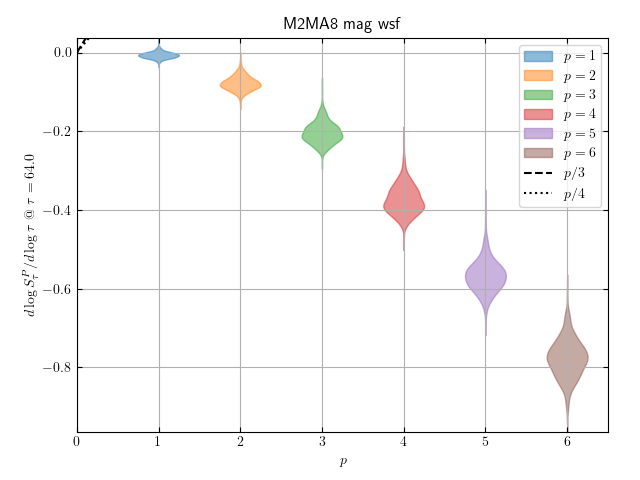 M2MA8 mag wsf
d log S_τ^P / d log τ @ τ = 64.0
0.0
−0.2
−0.4
−0.6
−0.8
p = 1
p = 2
p = 3
p = 4
p = 5
p = 6
p/3
p/4
0 1 2 3 4 5 6
p